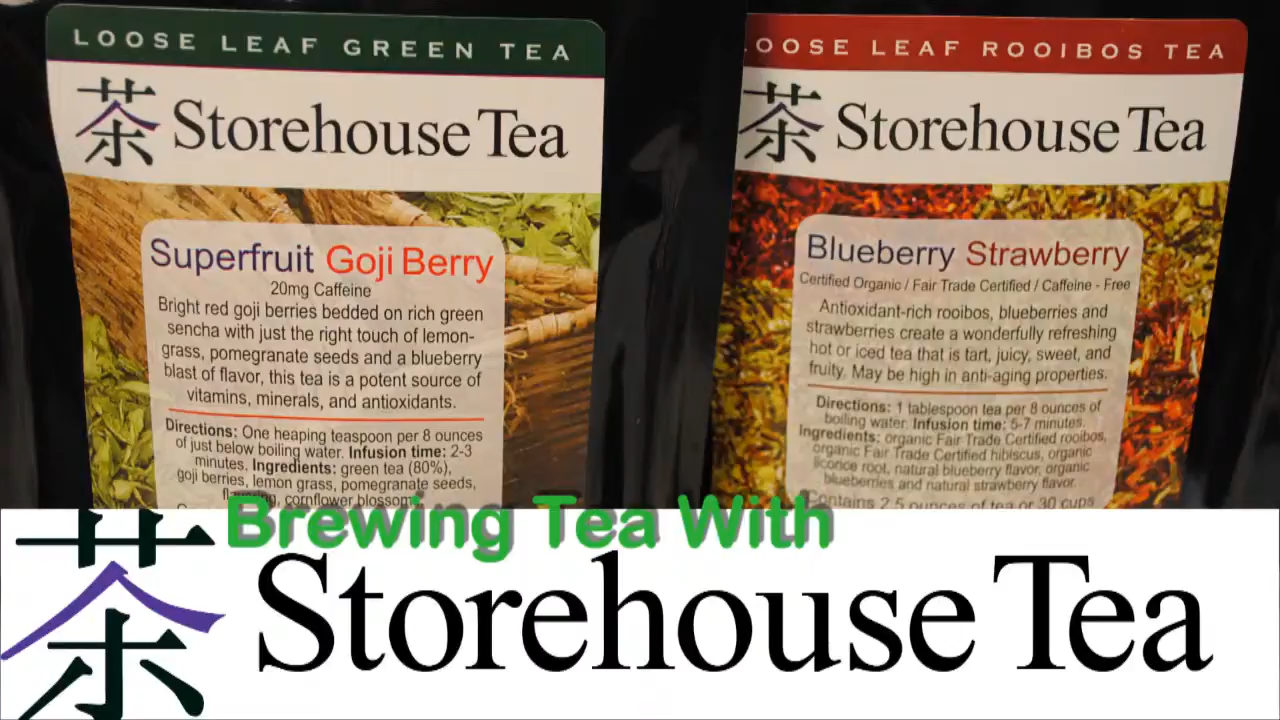 LOOSE LEAF GREEN TEA
茶 Storehouse Tea
Superfruit Goji Berry
20mg Caffeine
Bright red goji berries bedded on rich green
sencha with just the right touch of lemon-
grass, pomegranate seeds and a blueberry
blast of flavor, this tea is a potent source of
vitamins, minerals, and antioxidants.
Directions: One heaping teaspoon per 8 ounces
of just below boiling water. Infusion time: 2-3
minutes. Ingredients: green tea (80%),
goji berries, lemon grass, pomegranate seeds,
cornflower blossom
OOSE LEAF ROOIBOS TEA
茶 Storehouse Tea
Blueberry Strawberry
Certified Organic / Fair Trade Certified / Caffeine - Free
Antioxidant-rich rooibos, blueberries and
strawberries create a wonderfully refreshing
hot or iced tea that is tart, juicy, sweet, and
fruity. May be high in anti-aging properties.
Directions: 1 tablespoon tea per 8 ounces of
boiling water. Infusion time: 5-7 minutes.
Ingredients: organic Fair Trade Certified rooibos,
organic Fair Trade Certified hibiscus, organic
licorice root, natural blueberry flavor, organic
blueberries and natural strawberry flavor.
Contains 2.5 ounces of tea or 30 cups
Brewing Tea With
茶 Storehouse Tea